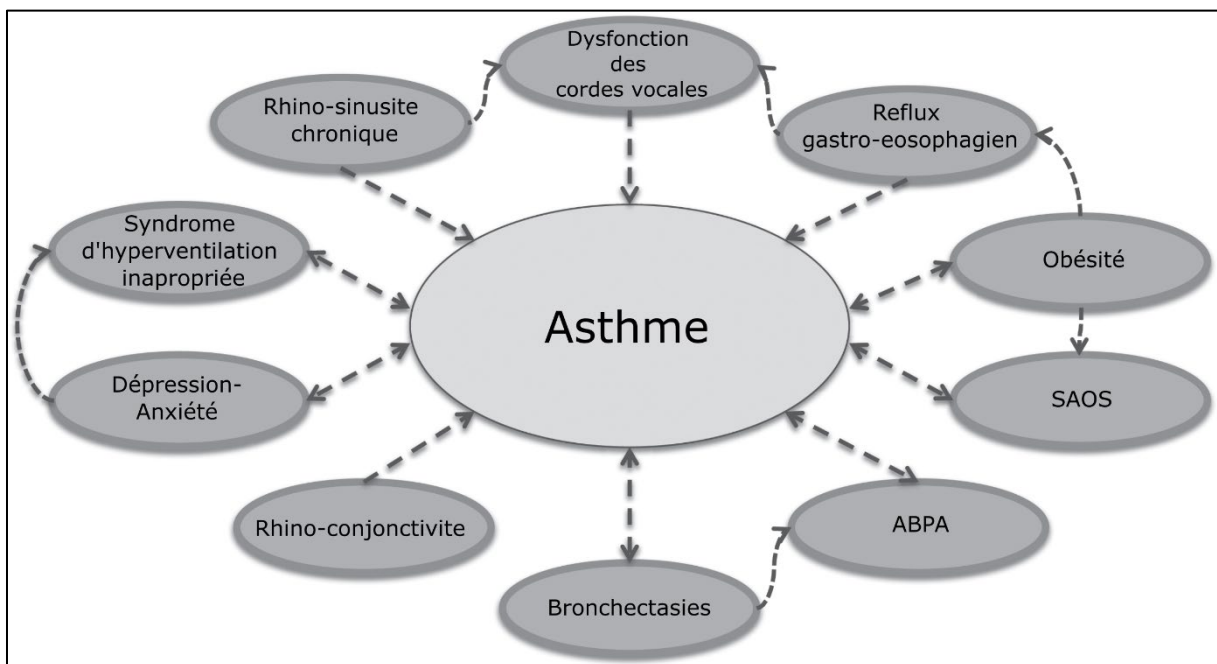 Dysfonction
des
cordes vocales
Rhino-sinusite
chronique
Reflux
gastro-eosophagien
Syndrome
d'hyperventilation
inapropriée
Obésité
Asthme
Dépression-
Anxiété
SAOS
Rhino-conjonctivite
ABPA
Bronchectasies